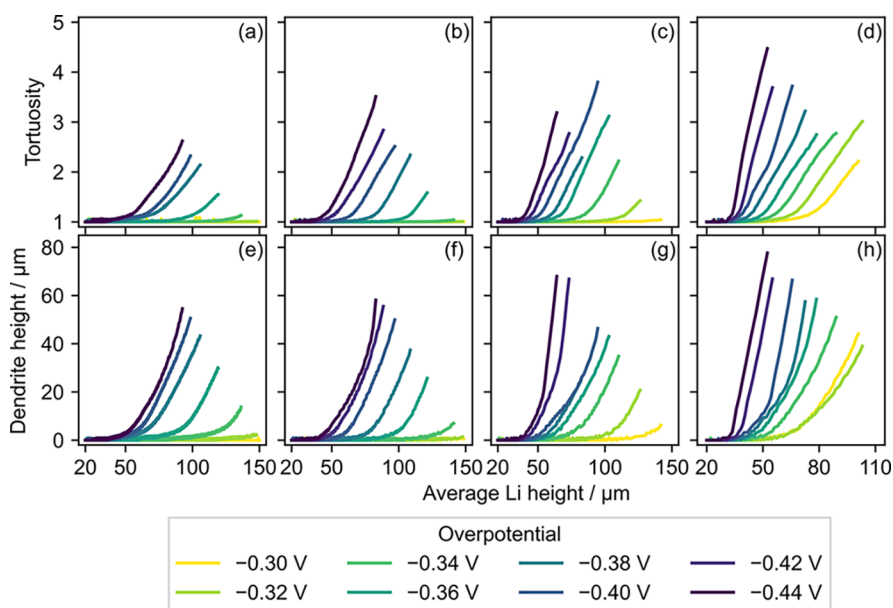 5 (a) (b) (c) (d)
4
3
2
1
Tortuosity
80 (e) (f) (g) (h)
60
40
20
0
Dendrite height / μm
20 50 100 150 20 50 100 150 20 50 100 150 20 50 80 110
Average Li height / μm
Overpotential
−0.30 V −0.34 V −0.38 V −0.42 V
−0.32 V −0.36 V −0.40 V −0.44 V